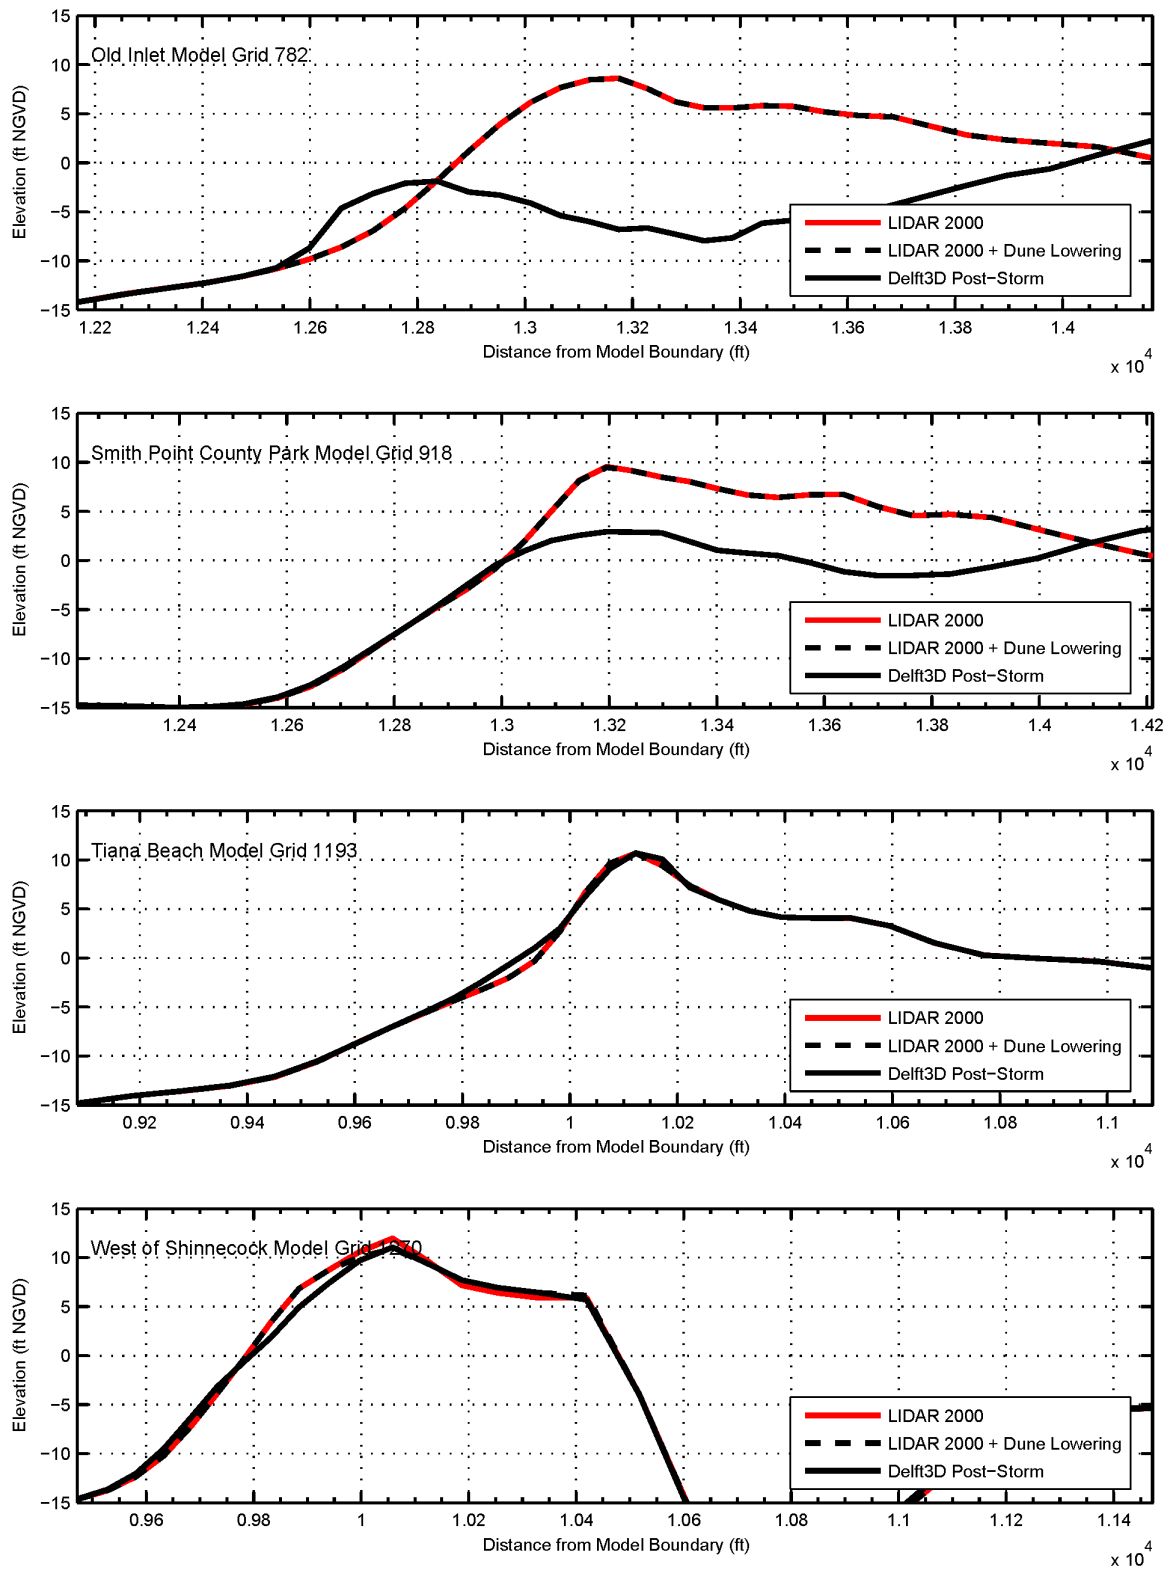 Old Inlet Model Grid 782
Elevation (ft NGVD)
15
10
5
0
−5
−10
−15
LIDAR 2000
LIDAR 2000 + Dune Lowering
Delft3D Post−Storm
1.22 1.24 1.26 1.28 1.3 1.32 1.34 1.36 1.38 1.4
Distance from Model Boundary (ft)
x 10⁴
Smith Point County Park Model Grid 918
Elevation (ft NGVD)
15
10
5
0
−5
−10
−15
LIDAR 2000
LIDAR 2000 + Dune Lowering
Delft3D Post−Storm
1.24 1.26 1.28 1.3 1.32 1.34 1.36 1.38 1.4 1.42
Distance from Model Boundary (ft)
x 10⁴
Tiana Beach Model Grid 1193
Elevation (ft NGVD)
15
10
5
0
−5
−10
−15
LIDAR 2000
LIDAR 2000 + Dune Lowering
Delft3D Post−Storm
0.92 0.94 0.96 0.98 1 1.02 1.04 1.06 1.08 1.1
Distance from Model Boundary (ft)
x 10⁴
West of Shinnecock Model Grid 1270
Elevation (ft NGVD)
15
10
5
0
−5
−10
−15
LIDAR 2000
LIDAR 2000 + Dune Lowering
Delft3D Post−Storm
0.96 0.98 1 1.02 1.04 1.06 1.08 1.1 1.12 1.14
Distance from Model Boundary (ft)
x 10⁴